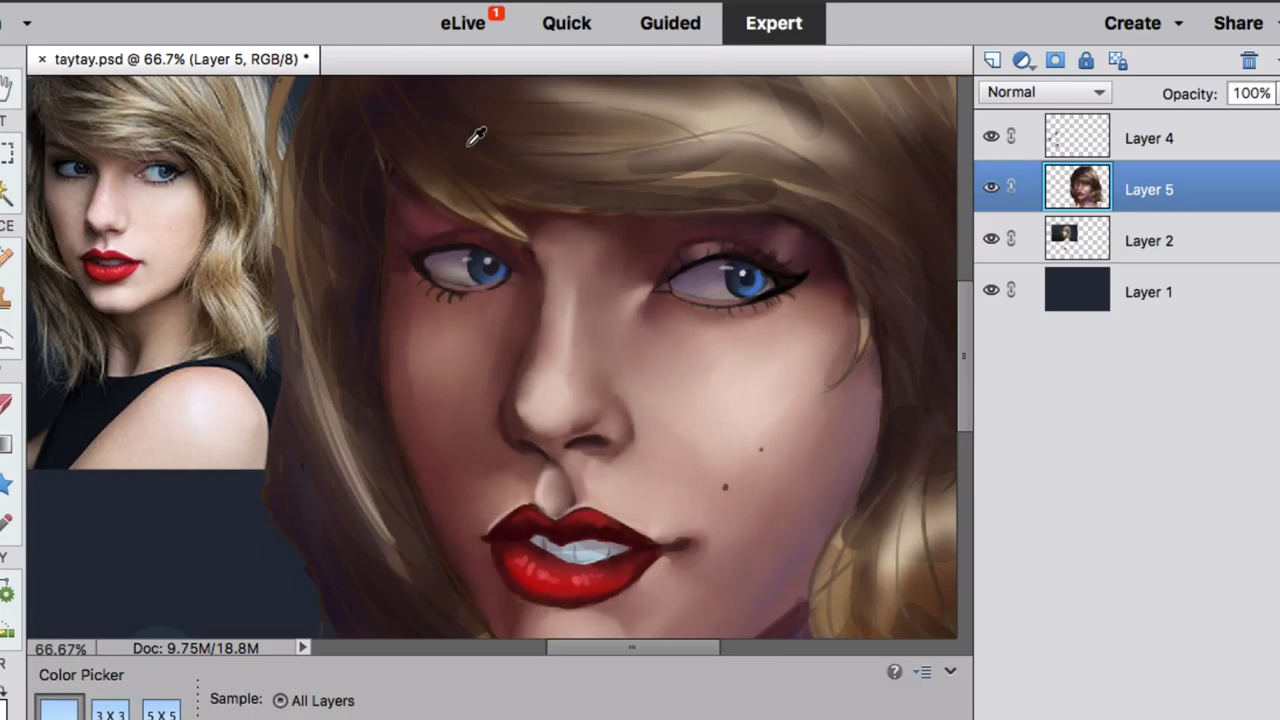 eLive 1 Quick Guided Expert Create Share
× taytay.psd @ 66.7% (Layer 5, RGB/8) *
Normal Opacity: 100%
Layer 4
Layer 5
Layer 2
Layer 1
66.67% Doc: 9.75M/18.8M
Color Picker
Sample: All Layers
3 X 3 5 X 5